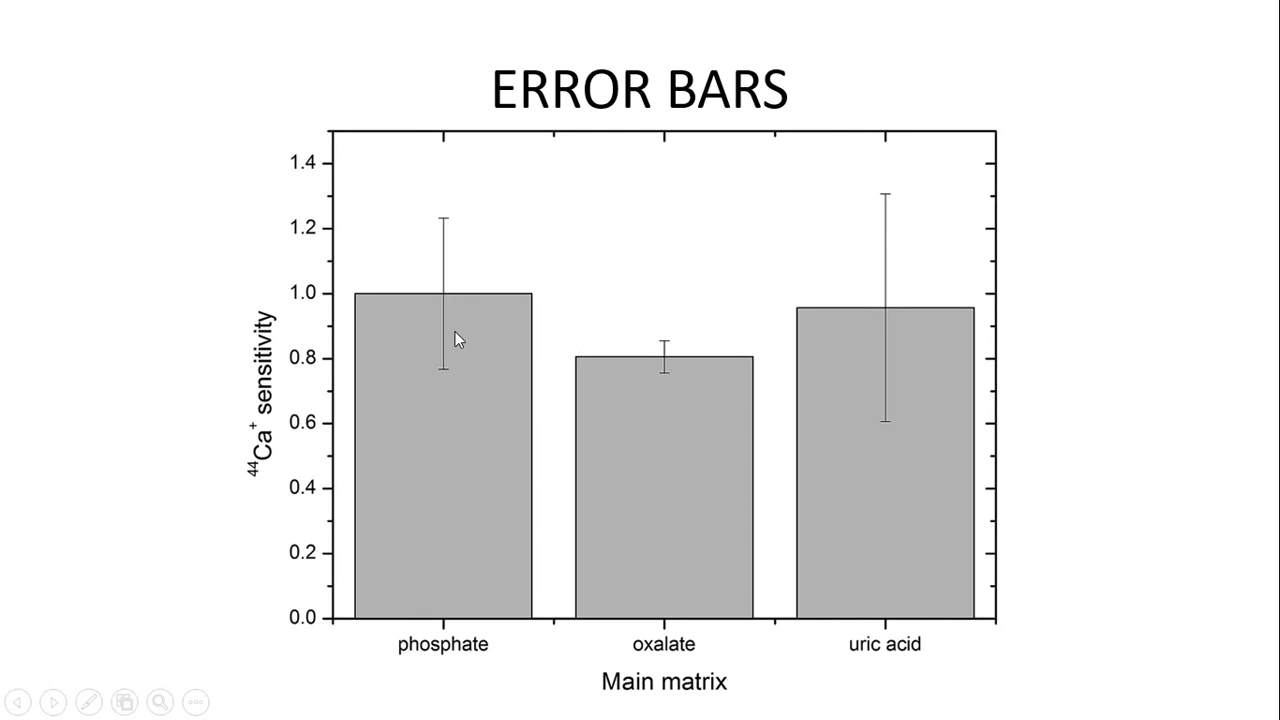 ERROR BARS
1.4
1.2
1.0
0.8
0.6
0.4
0.2
0.0
⁴⁴Ca⁺ sensitivity
phosphate oxalate uric acid
Main matrix